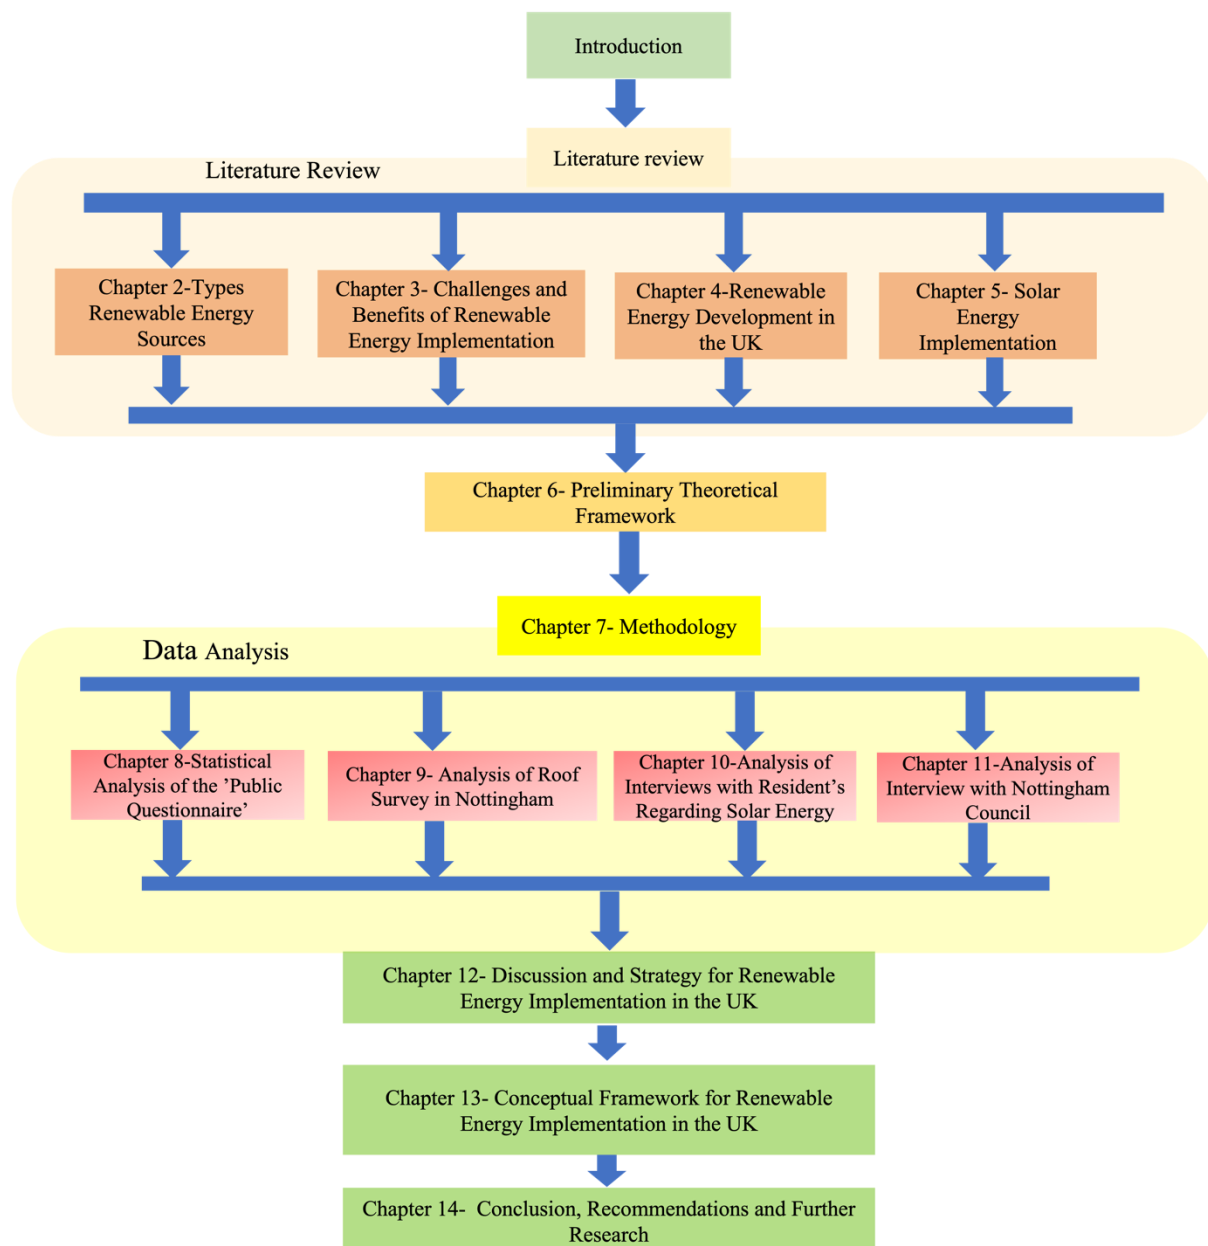 Introduction
Literature review
Literature Review
Chapter 2-Types
Renewable Energy
Sources
Chapter 3- Challenges and
Benefits of Renewable
Energy Implementation
Chapter 4-Renewable
Energy Development in
the UK
Chapter 5- Solar
Energy
Implementation
Chapter 6- Preliminary Theoretical
Framework
Chapter 7- Methodology
Data Analysis
Chapter 8-Statistical
Analysis of the ’Public
Questionnaire’
Chapter 9- Analysis of Roof
Survey in Nottingham
Chapter 10-Analysis of
Interviews with Resident’s
Regarding Solar Energy
Chapter 11-Analysis of
Interview with Nottingham
Council
Chapter 12- Discussion and Strategy for Renewable
Energy Implementation in the UK
Chapter 13- Conceptual Framework for Renewable
Energy Implementation in the UK
Chapter 14- Conclusion, Recommendations and Further
Research